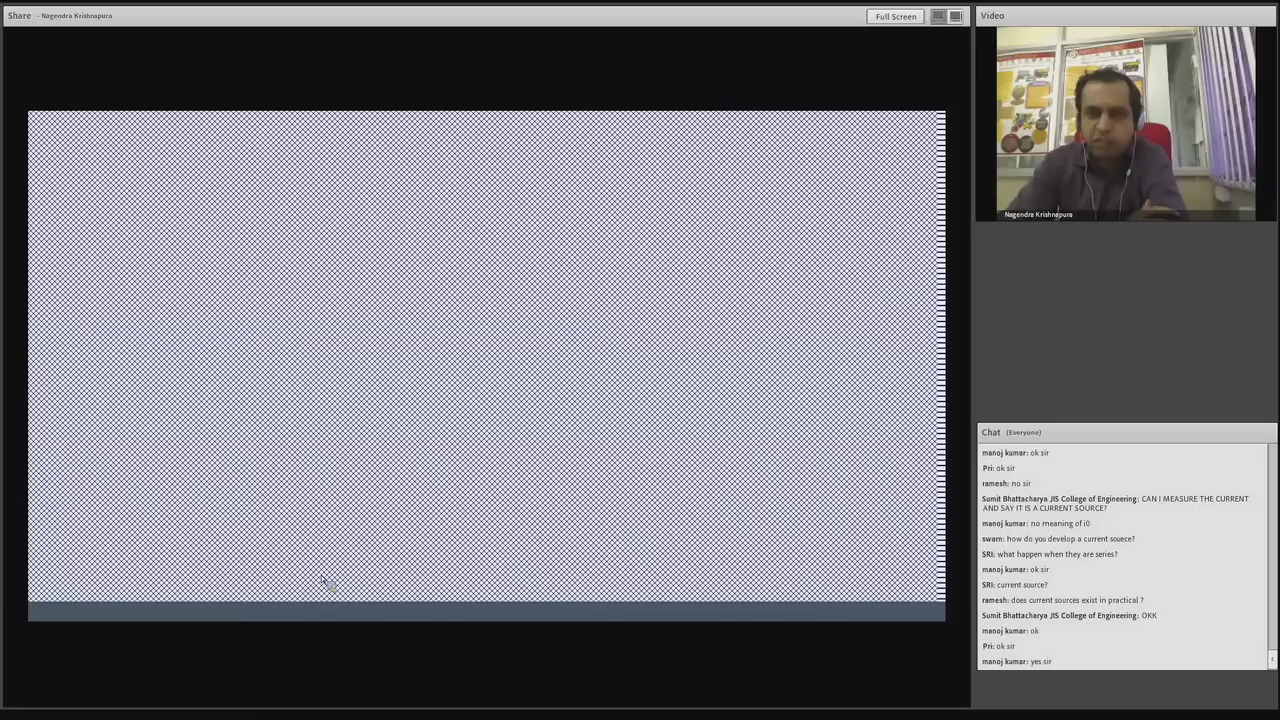 Share - Nagendra Krishnapura
Full Screen
Video
Nagendra Krishnapura
Chat (Everyone)
manoj kumar: ok sir
Pri: ok sir
ramesh: no sir
Sumit Bhattacharya JIS College of Engineering: CAN I MEASURE THE CURRENT
AND SAY IT IS A CURRENT SOURCE?
manoj kumar: no meaning of i0
swarn: how do you develop a current souece?
SRI: what happen when they are series?
manoj kumar: ok sir
SRI: current source?
ramesh: does current sources exist in practical ?
Sumit Bhattacharya JIS College of Engineering: OKK
manoj kumar: ok
Pri: ok sir
manoj kumar: yes sir